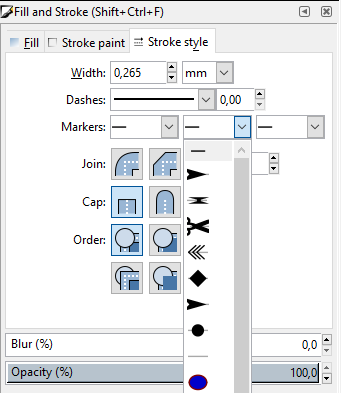 Fill and Stroke (Shift+Ctrl+F)
Fill Stroke paint Stroke style
Width: 0,265 mm
Dashes: 0,00
Markers:
Join:
Cap:
Order:
Blur (%) 0,0
Opacity (%) 100,0